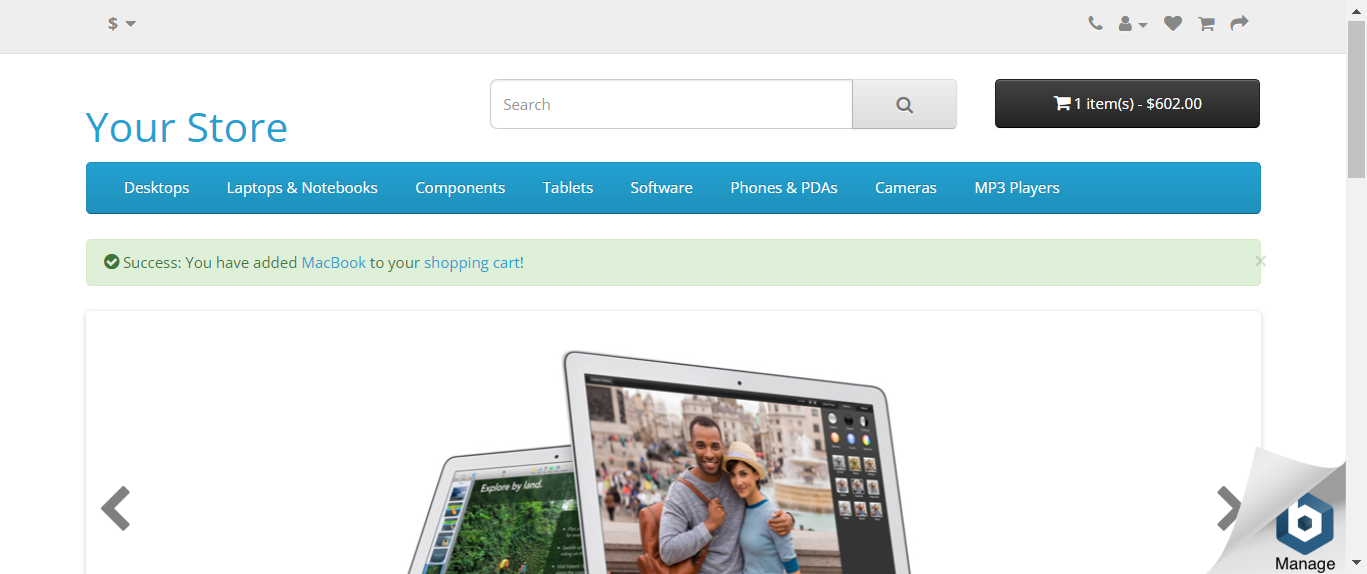 $
Search
1 item(s) - $602.00
Your Store
Desktops
Laptops & Notebooks
Components
Tablets
Software
Phones & PDAs
Cameras
MP3 Players
Success: You have added MacBook to your shopping cart!
×
Explore by land.
Manage